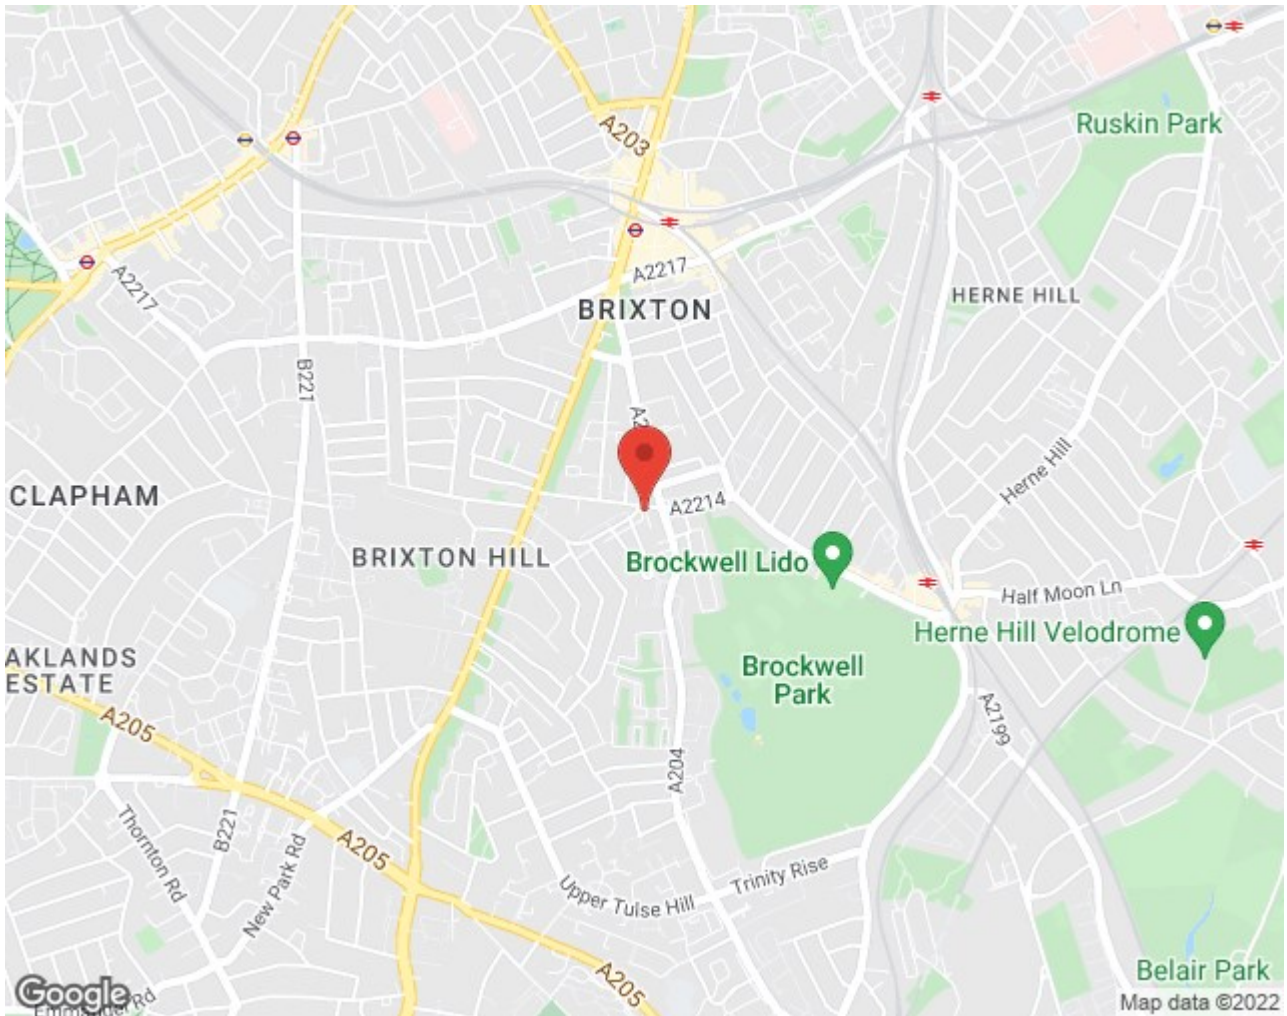 Ruskin Park
A203
A2217
A2217
BRIXTON
HERNE HILL
B221
Herne Hill
CLAPHAM
A2214
BRIXTON HILL
Brockwell Lido
Half Moon Ln
Herne Hill Velodrome
AKLANDS
ESTATE
Brockwell
Park
A205
A2199
A204
Thornton Rd
B221
A205
New Park Rd
Upper Tulse Hill
Trinity Rise
A205
Belair Park
Google
Rd
Map data ©2022